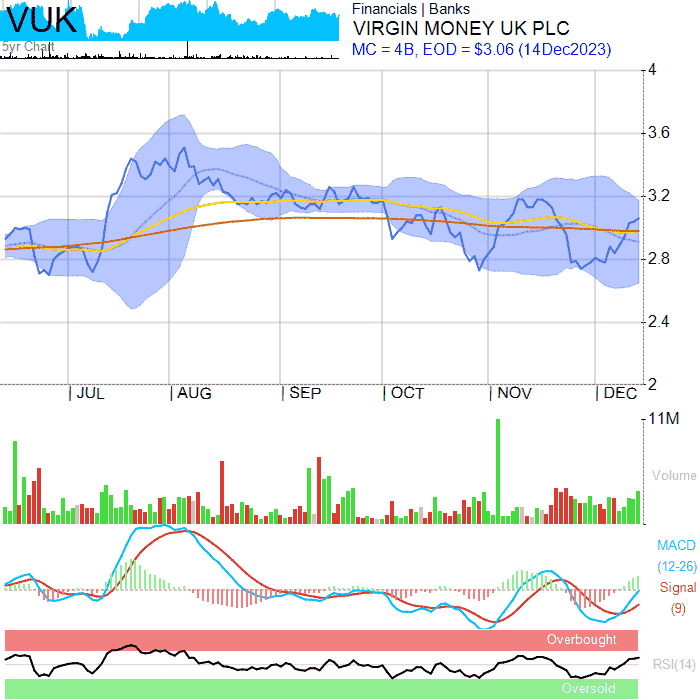 VUK
5yr Chart
Financials | Banks
VIRGIN MONEY UK PLC
MC = 4B, EOD = $3.06 (14Dec2023)
4
3.6
3.2
2.8
2.4
2
JUL
AUG
SEP
OCT
NOV
DEC
11M
Volume
MACD
(12-26)
Signal
(9)
Overbought
RSI(14)
Oversold